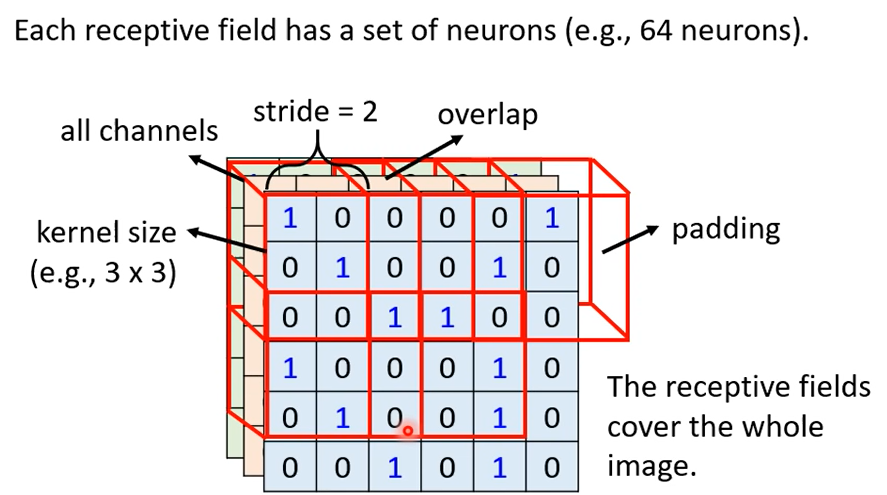 Each receptive field has a set of neurons (e.g., 64 neurons).
stride = 2
overlap
all channels
kernel size
(e.g., 3 x 3)
padding
1 0 0 0 0 1
0 1 0 0 1 0
0 0 1 1 0 0
1 0 0 0 1 0
0 1 0 0 1 0
0 0 1 0 1 0
The receptive fields
cover the whole
image.